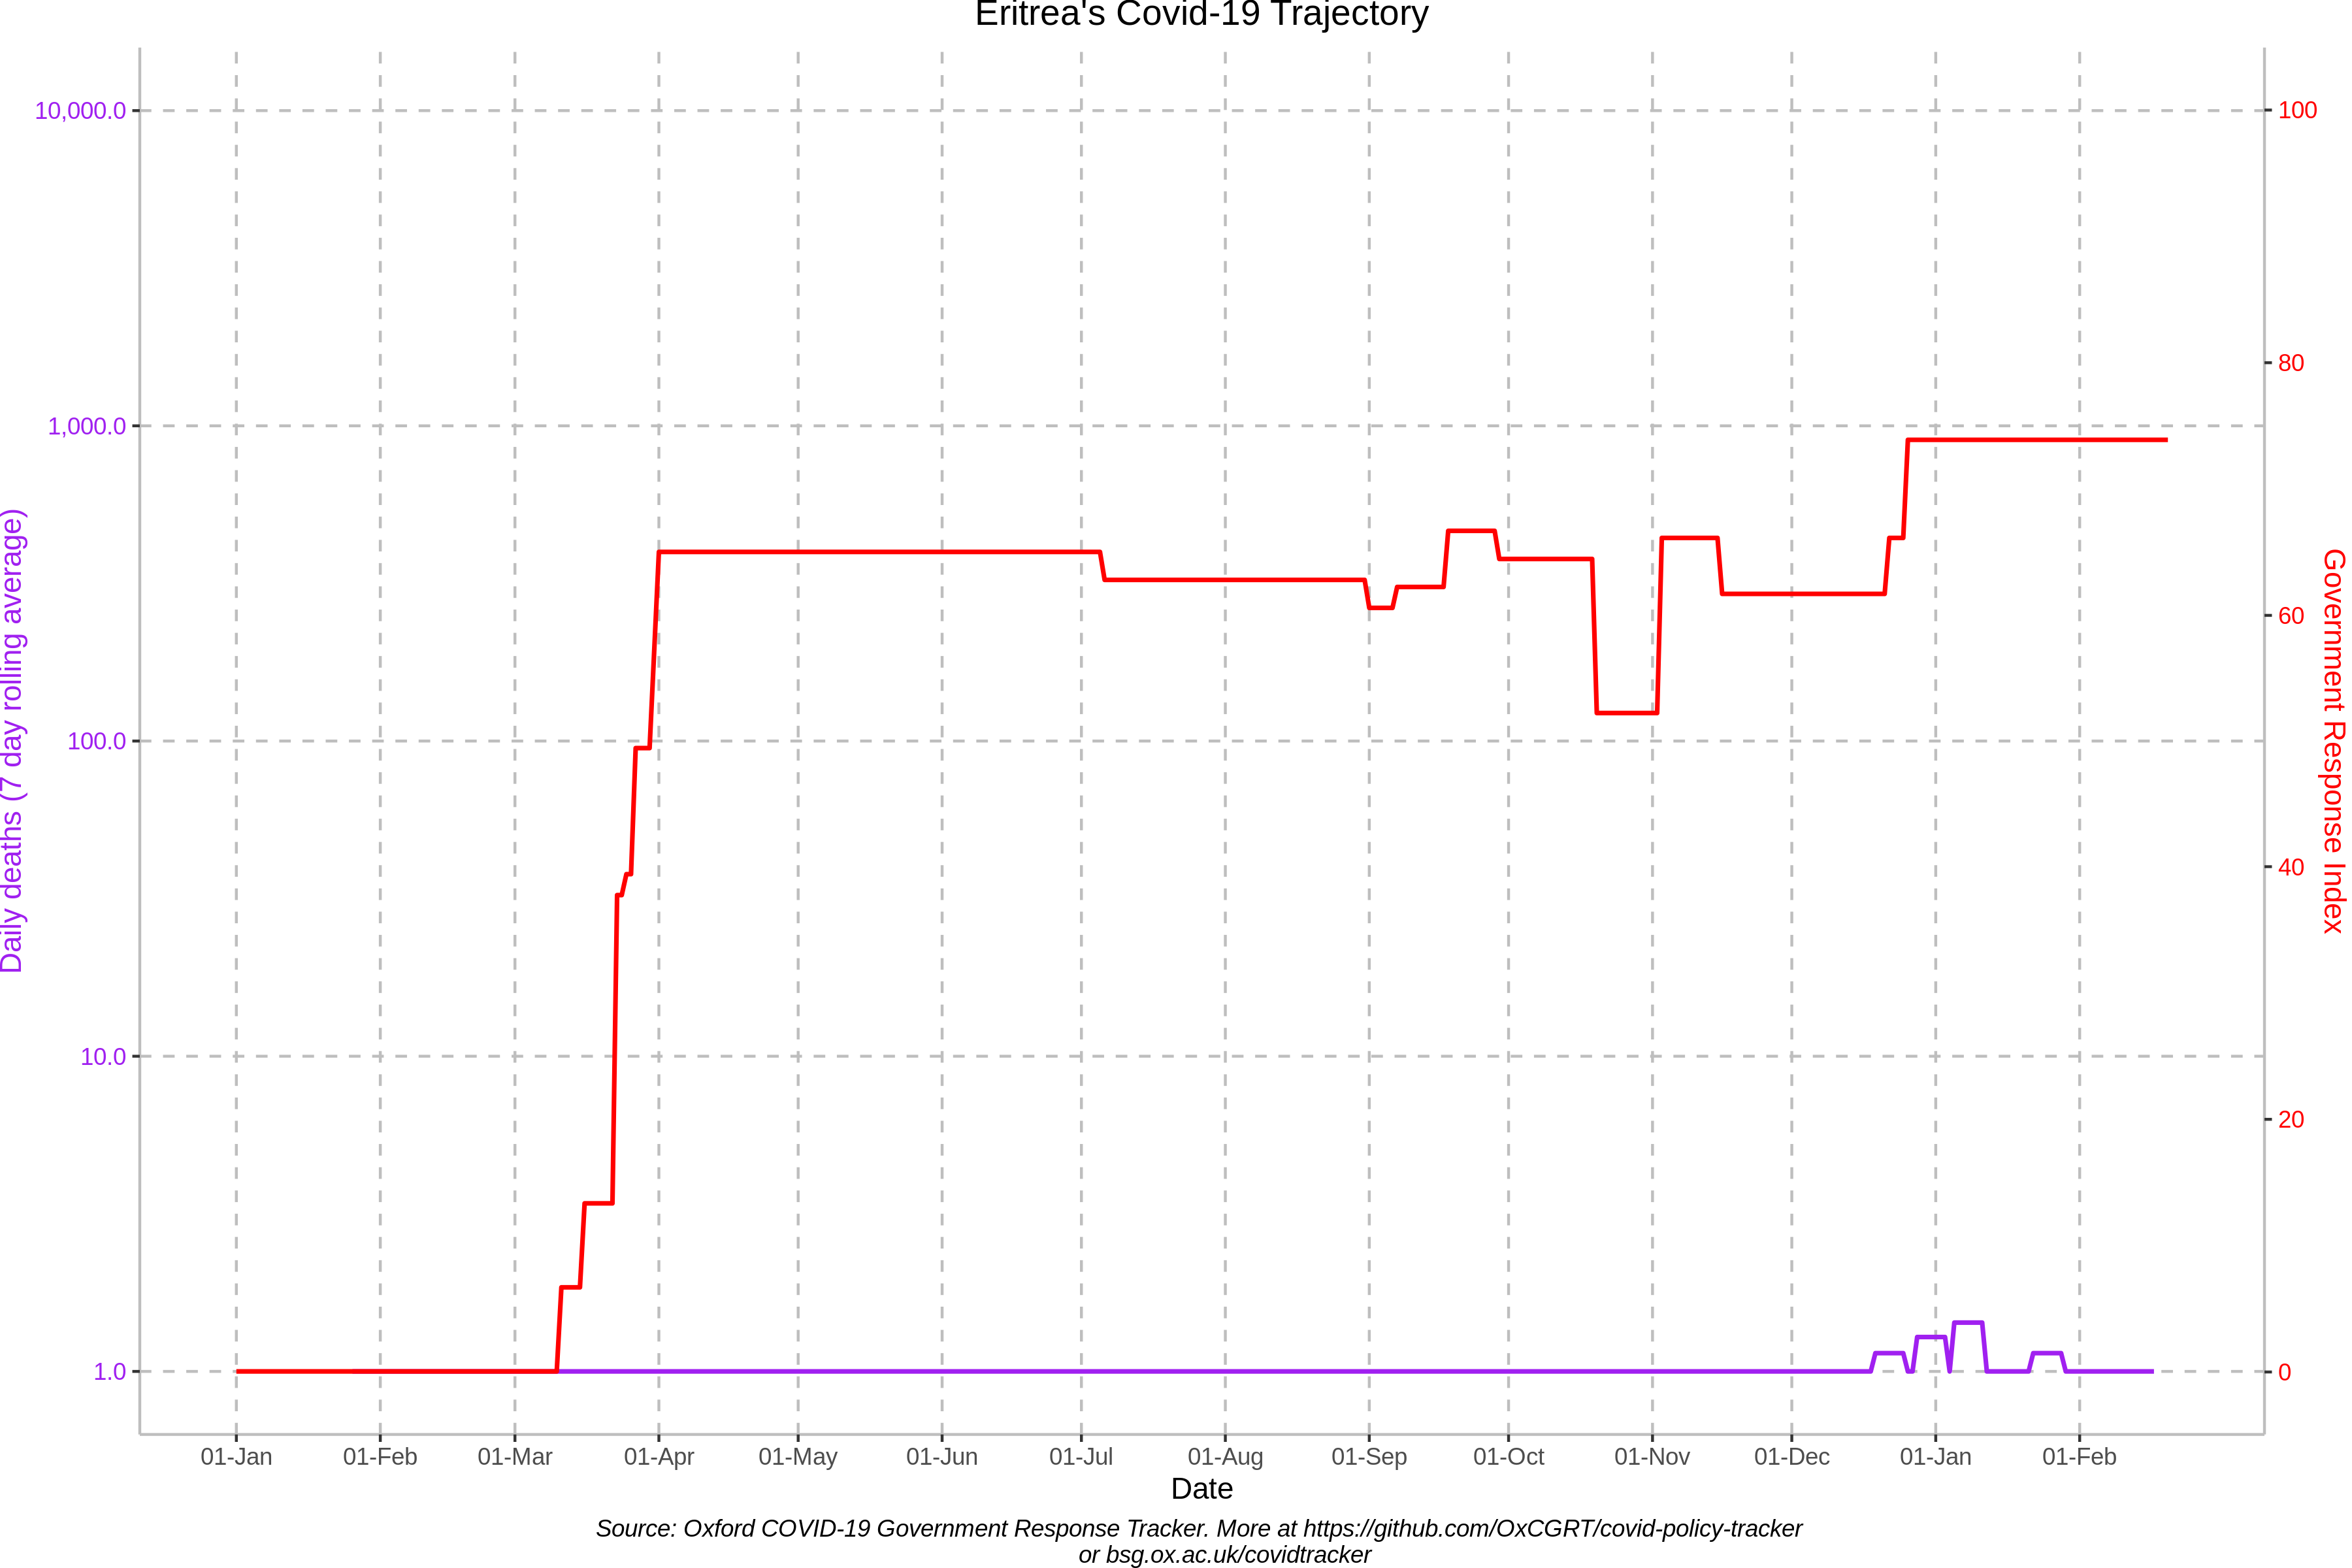 Eritrea's Covid-19 Trajectory
Daily deaths (7 day rolling average)
10,000.0
1,000.0
100.0
10.0
1.0
100
80
60
40
20
0
Government Response Index
01-Jan 01-Feb 01-Mar 01-Apr 01-May 01-Jun 01-Jul 01-Aug 01-Sep 01-Oct 01-Nov 01-Dec 01-Jan 01-Feb
Date
Source: Oxford COVID-19 Government Response Tracker. More at https://github.com/OxCGRT/covid-policy-tracker
or bsg.ox.ac.uk/covidtracker